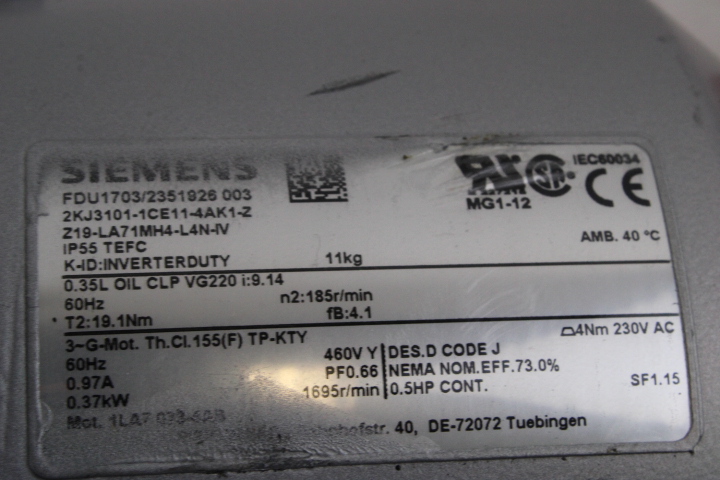 SIEMENS
FDU1703/2351926 003
2KJ3101-1CE11-4AK1-Z
Z19-LA71MH4-L4N-IV
IP55 TEFC
K-ID:INVERTERDUTY 11kg
IEC60034
MG1-12
AMB. 40 °C
0.35L OIL CLP VG220 i:9.14
60Hz n2:185r/min
T2:19.1Nm fB:4.1
3~G-Mot. Th.Cl.155(F) TP-KTY
60Hz 460V Y
0.97A PF0.66
0.37kW 1695r/min
DES.D CODE J
NEMA NOM.EFF.73.0%
0.5HP CONT.
4Nm 230V AC
SF1.15
Mot. 1LA7
40, DE-72072 Tuebingen